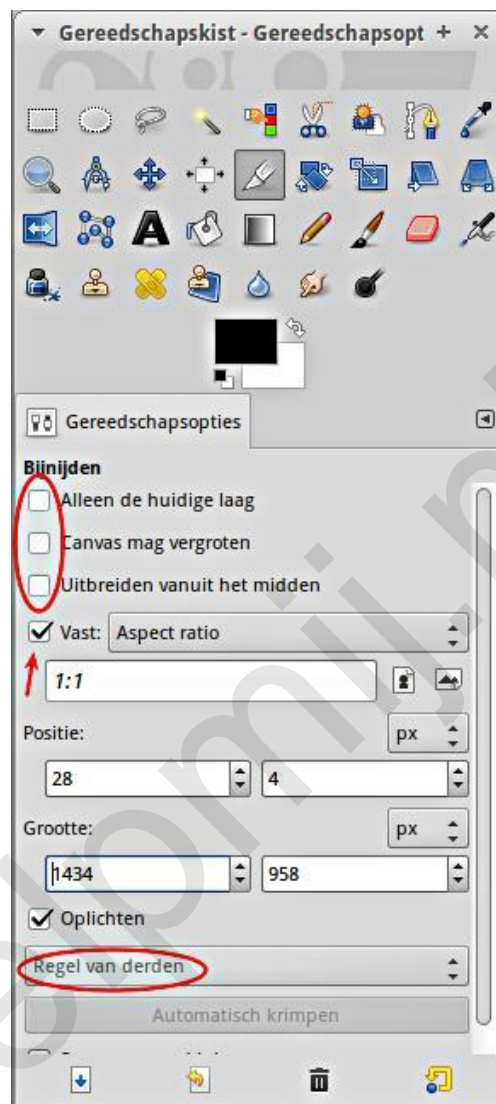 Gereedschapskist - Gereedschapsopt
Gereedschapsopties
Bijnijden
Alleen de huidige laag
Canvas mag vergroten
Uitbreiden vanuit het midden
Vast: Aspect ratio
1:1
Positie: px
28 4
Grootte: px
1434 958
Oplichten
Regel van derden
Automatisch krimpen